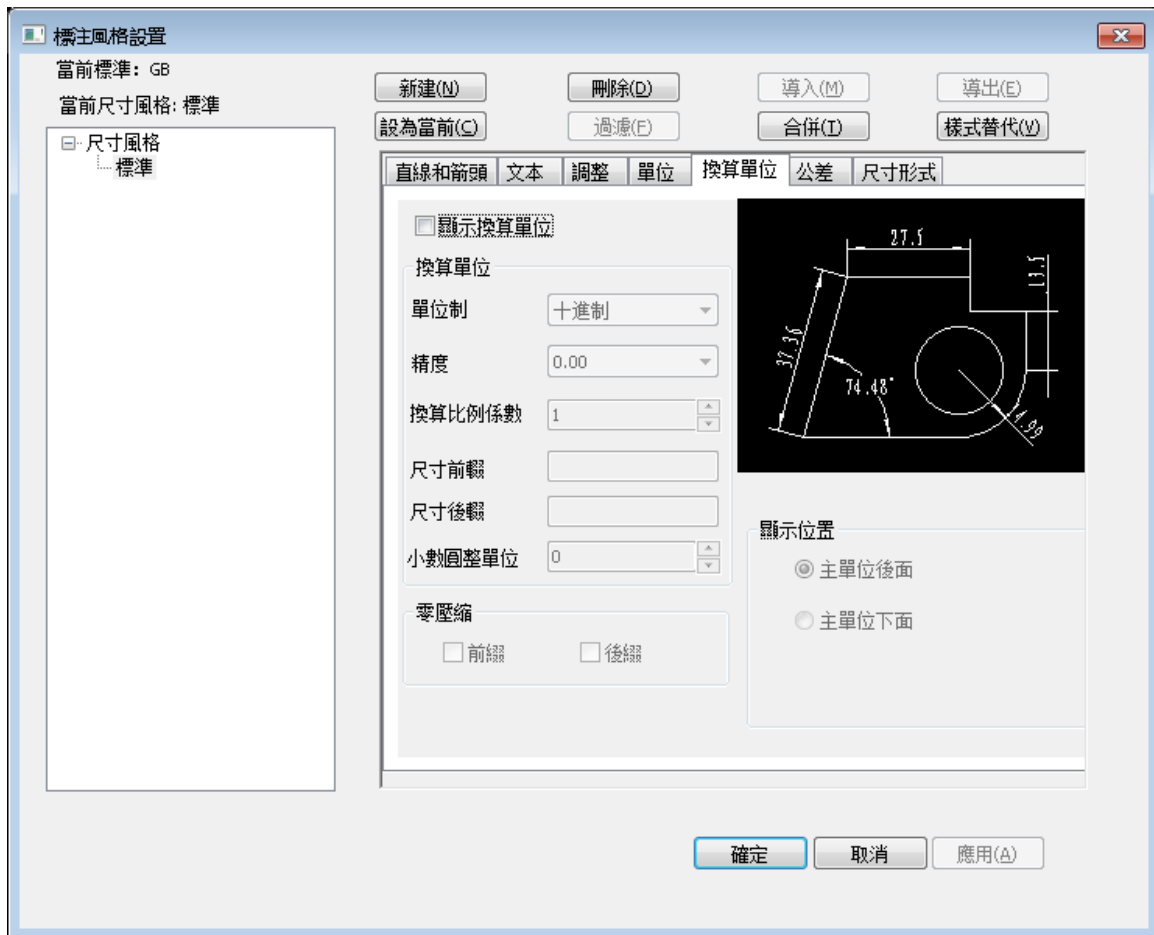 標注風格設置
當前標準: GB
當前尺寸風格: 標準
新建(N) 刪除(D) 導入(M) 導出(E)
設為當前(C) 過慮(F) 合併(I) 樣式替代(V)
尺寸風格
標準
直線和箭頭 文本 調整 單位 換算單位 公差 尺寸形式
顯示換算單位
換算單位
單位制 十進制
精度 0.00
換算比例係數 1
尺寸前輟
尺寸後輟
小數圓整單位 0
零壓縮
前綴 後綴
27.5
13.5
37.36
74.48°
14.99
顯示位置
主單位後面
主單位下面
確定 取消 應用(A)